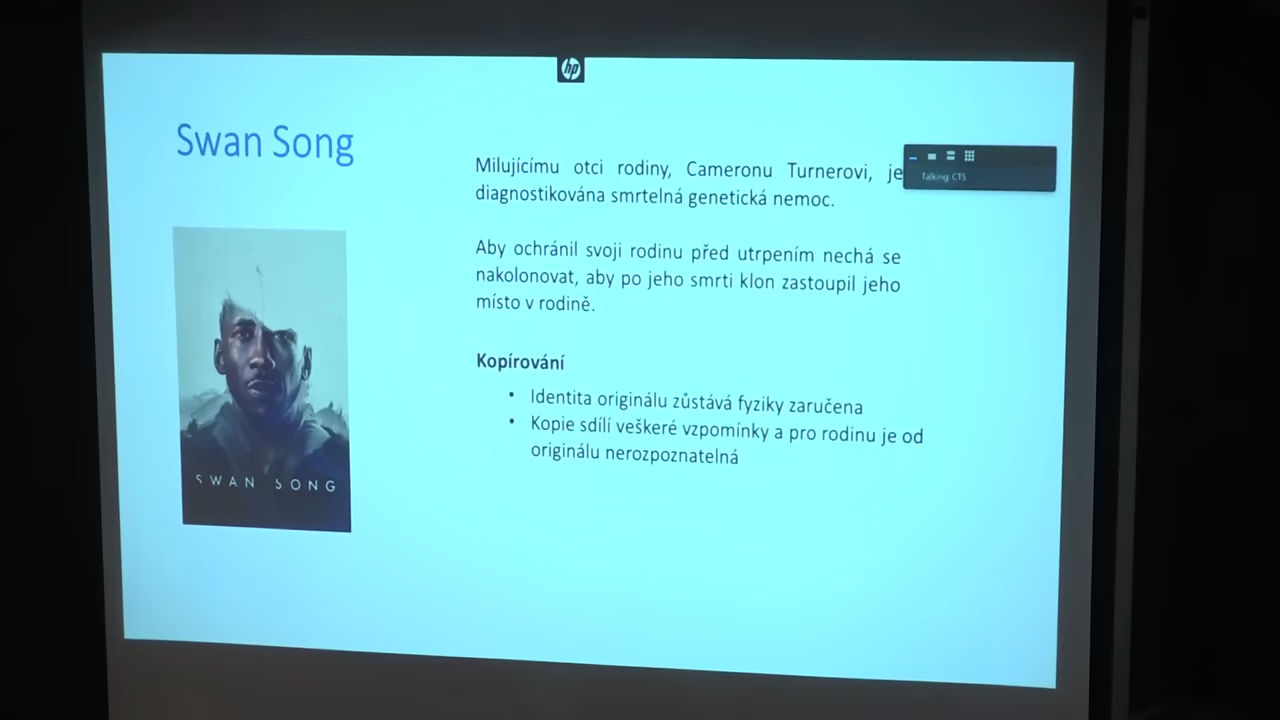 hp
Swan Song
Milujícímu otci rodiny, Cameronu Turnerovi, je
diagnostikována smrtelná genetická nemoc.
Talking CTS
Aby ochránil svoji rodinu před utrpením nechá se
nakolonovat, aby po jeho smrti klon zastoupil jeho
místo v rodině.
Kopírování
• Identita originálu zůstává fyziky zaručena
• Kopie sdílí veškeré vzpomínky a pro rodinu je od
originálu nerozpoznatelná
SWAN SONG